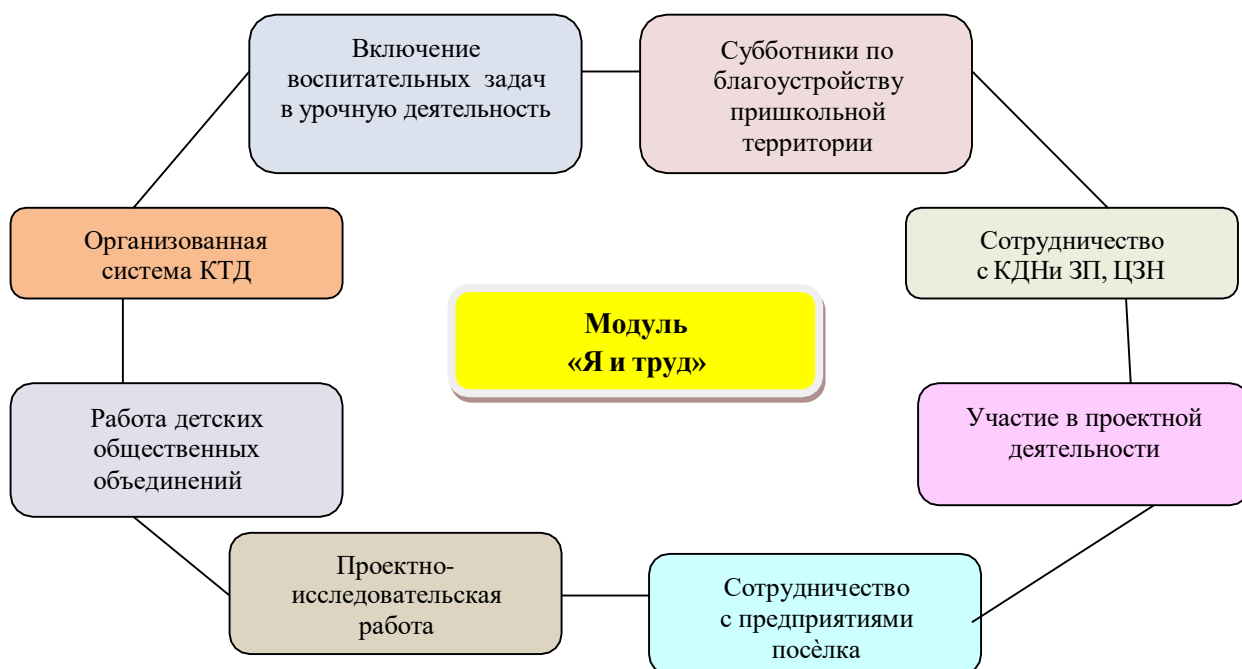 Включение
воспитательных задач
в урочную деятельность
Субботники по
благоустройству
пришкольной
территории
Организованная
система КТД
Сотрудничество
с КДНи ЗП, ЦЗН
Модуль
«Я и труд»
Работа детских
общественных
объединений
Участие в проектной
деятельности
Проектно-
исследовательская
работа
Сотрудничество
с предприятиями
посѐлка